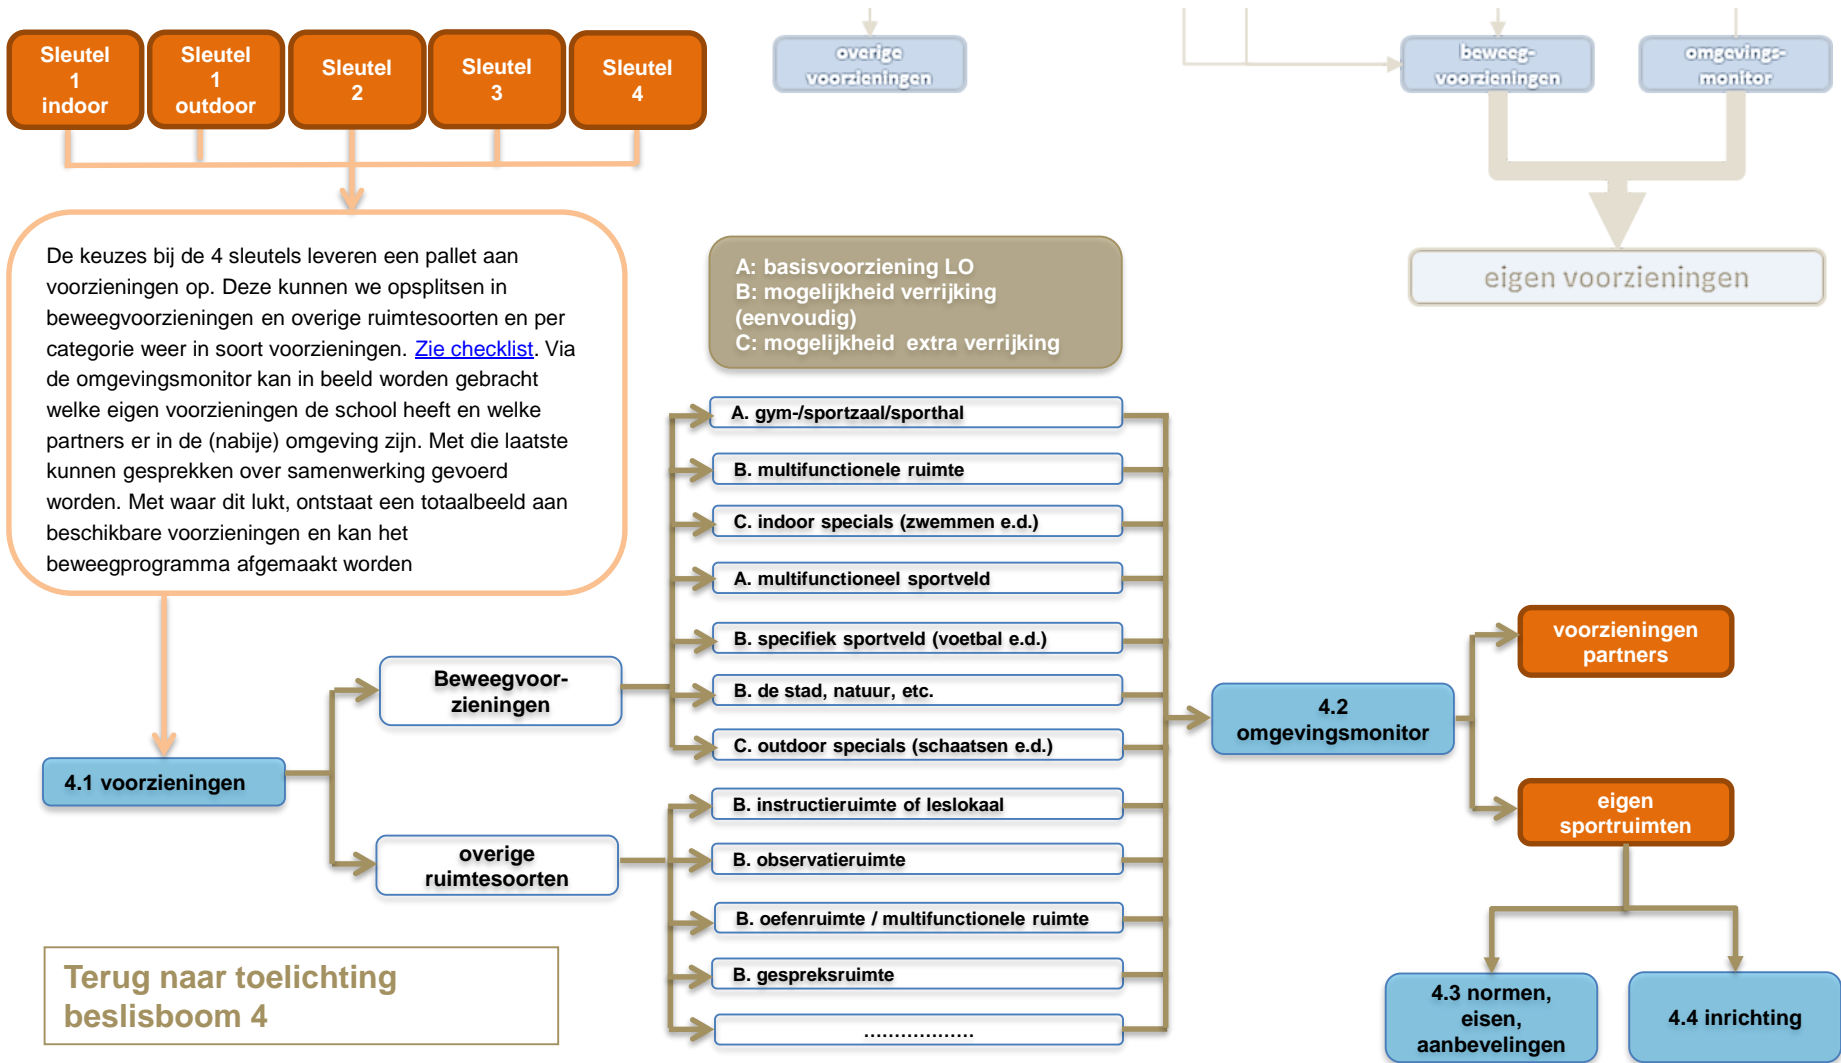 Sleutel
1
indoor
Sleutel
1
outdoor
Sleutel
2
Sleutel
3
Sleutel
4
overige
voorzieningen
beweeg-
voorzieningen
omgevings-
monitor
eigen voorzieningen
De keuzes bij de 4 sleutels leveren een pallet aan
voorzieningen op. Deze kunnen we opsplitsen in
beweegvoorzieningen en overige ruimtesoorten en per
categorie weer in soort voorzieningen. Zie checklist. Via
de omgevingsmonitor kan in beeld worden gebracht
welke eigen voorzieningen de school heeft en welke
partners er in de (nabije) omgeving zijn. Met die laatste
kunnen gesprekken over samenwerking gevoerd
worden. Met waar dit lukt, ontstaat een totaalbeeld aan
beschikbare voorzieningen en kan het
beweegprogramma afgemaakt worden
A: basisvoorziening LO
B: mogelijkheid verrijking
(eenvoudig)
C: mogelijkheid extra verrijking
A. gym-/sportzaal/sporthal
B. multifunctionele ruimte
C. indoor specials (zwemmen e.d.)
A. multifunctioneel sportveld
B. specifiek sportveld (voetbal e.d.)
B. de stad, natuur, etc.
C. outdoor specials (schaatsen e.d.)
B. instructieruimte of leslokaal
B. observatieruimte
B. oefenruimte / multifunctionele ruimte
B. gespreksruimte
.................
4.1 voorzieningen
Beweegvoor-
zieningen
overige
ruimtesoorten
4.2
omgevingsmonitor
voorzieningen
partners
eigen
sportruimten
4.3 normen,
eisen,
aanbevelingen
4.4 inrichting
Terug naar toelichting
beslisboom 4